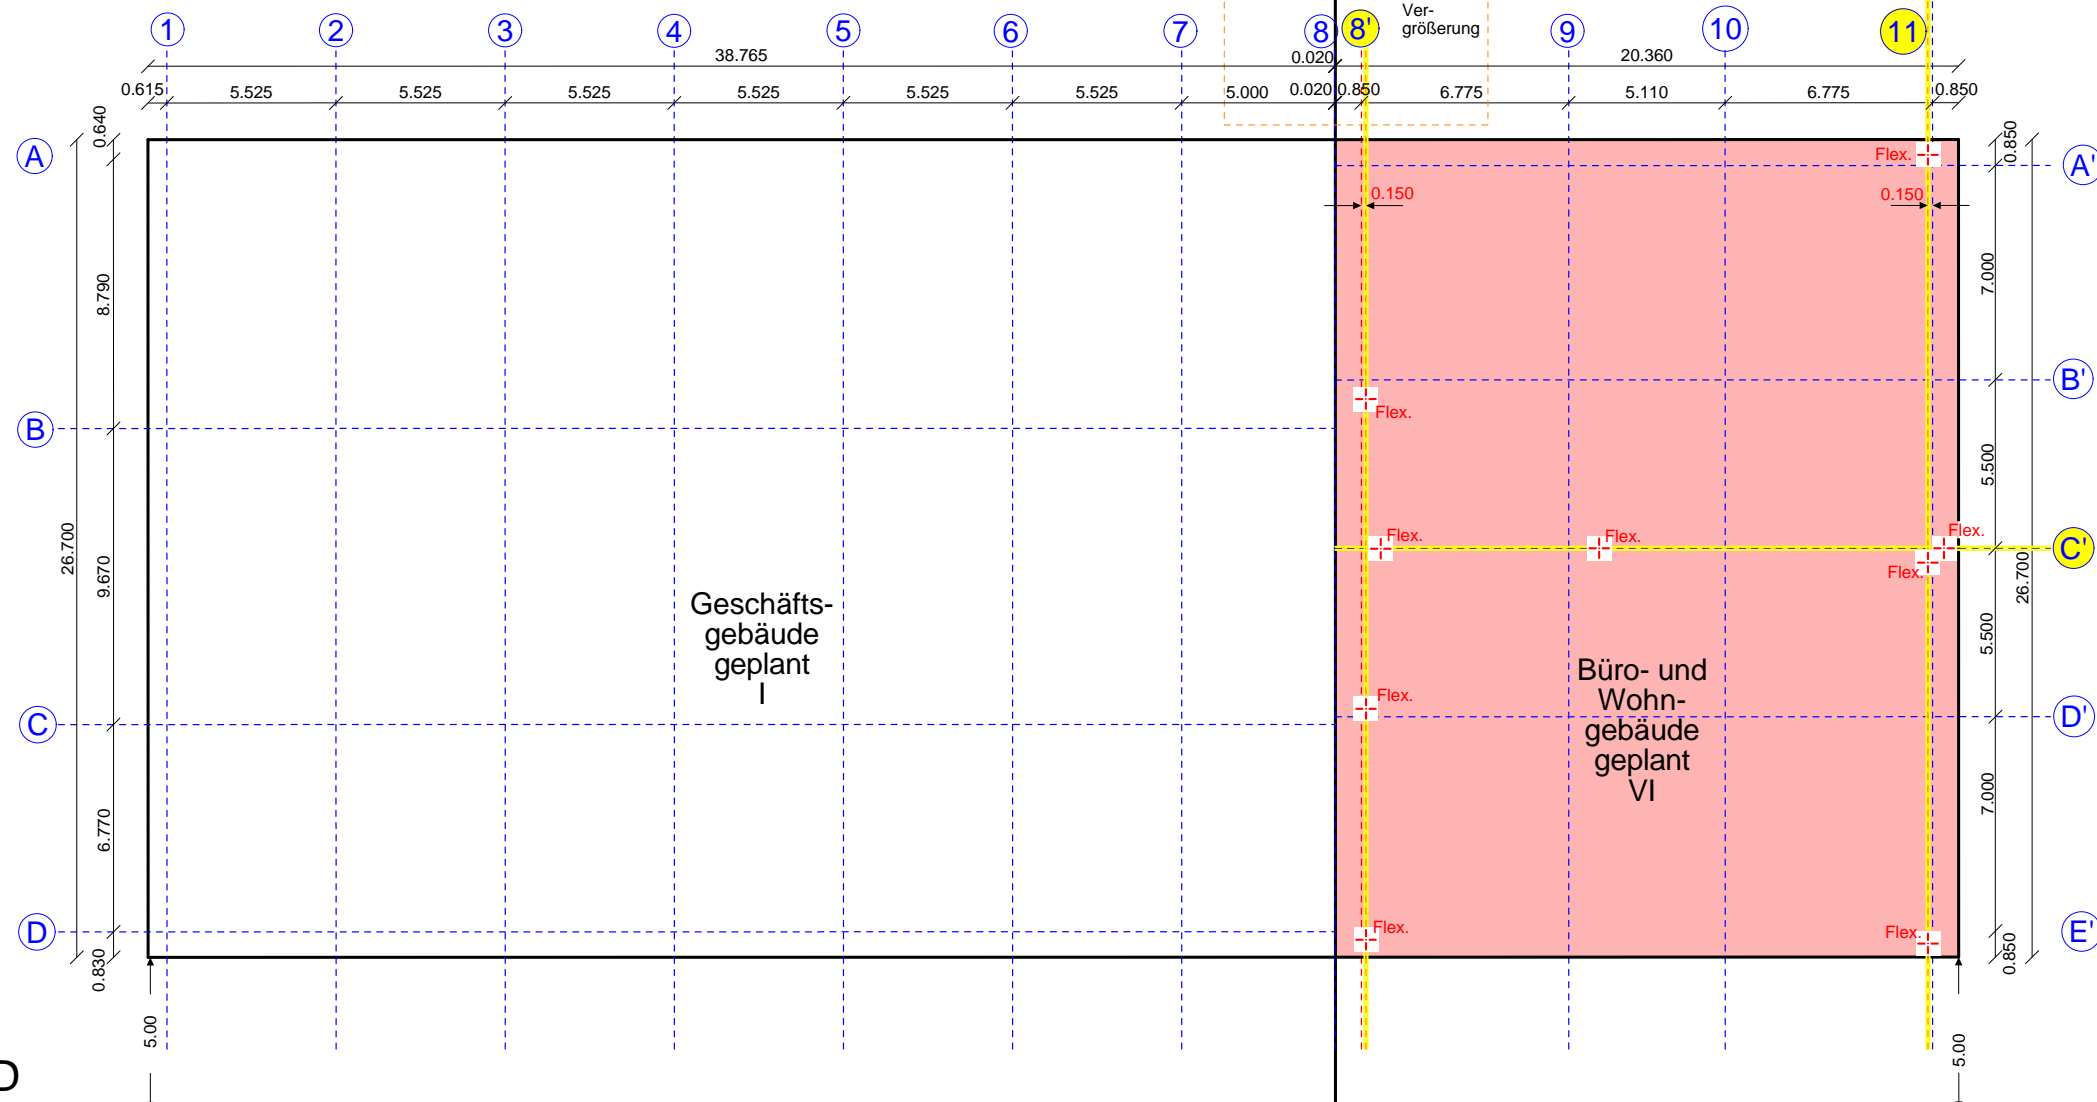 Ver-
größerung
1
2
3
4
5
6
7
8
8'
9
10
11
38.765
0.020
20.360
0.615
5.525
5.525
5.525
5.525
5.525
5.525
5.000
0.020
0.850
6.775
5.110
6.775
0.850
0.640
0.850
A
Flex.
A'
0.150
0.150
8.790
7.000
B'
Flex.
B
5.500
26.700
9.670
Flex.
Flex.
Flex.
C'
Flex.
26.700
Geschäfts-
gebäude
geplant
I
5.500
Büro- und
Wohn-
gebäude
geplant
VI
Flex.
C
D'
6.770
7.000
D
Flex.
Flex.
E'
0.830
0.850
5.00
5.00
D